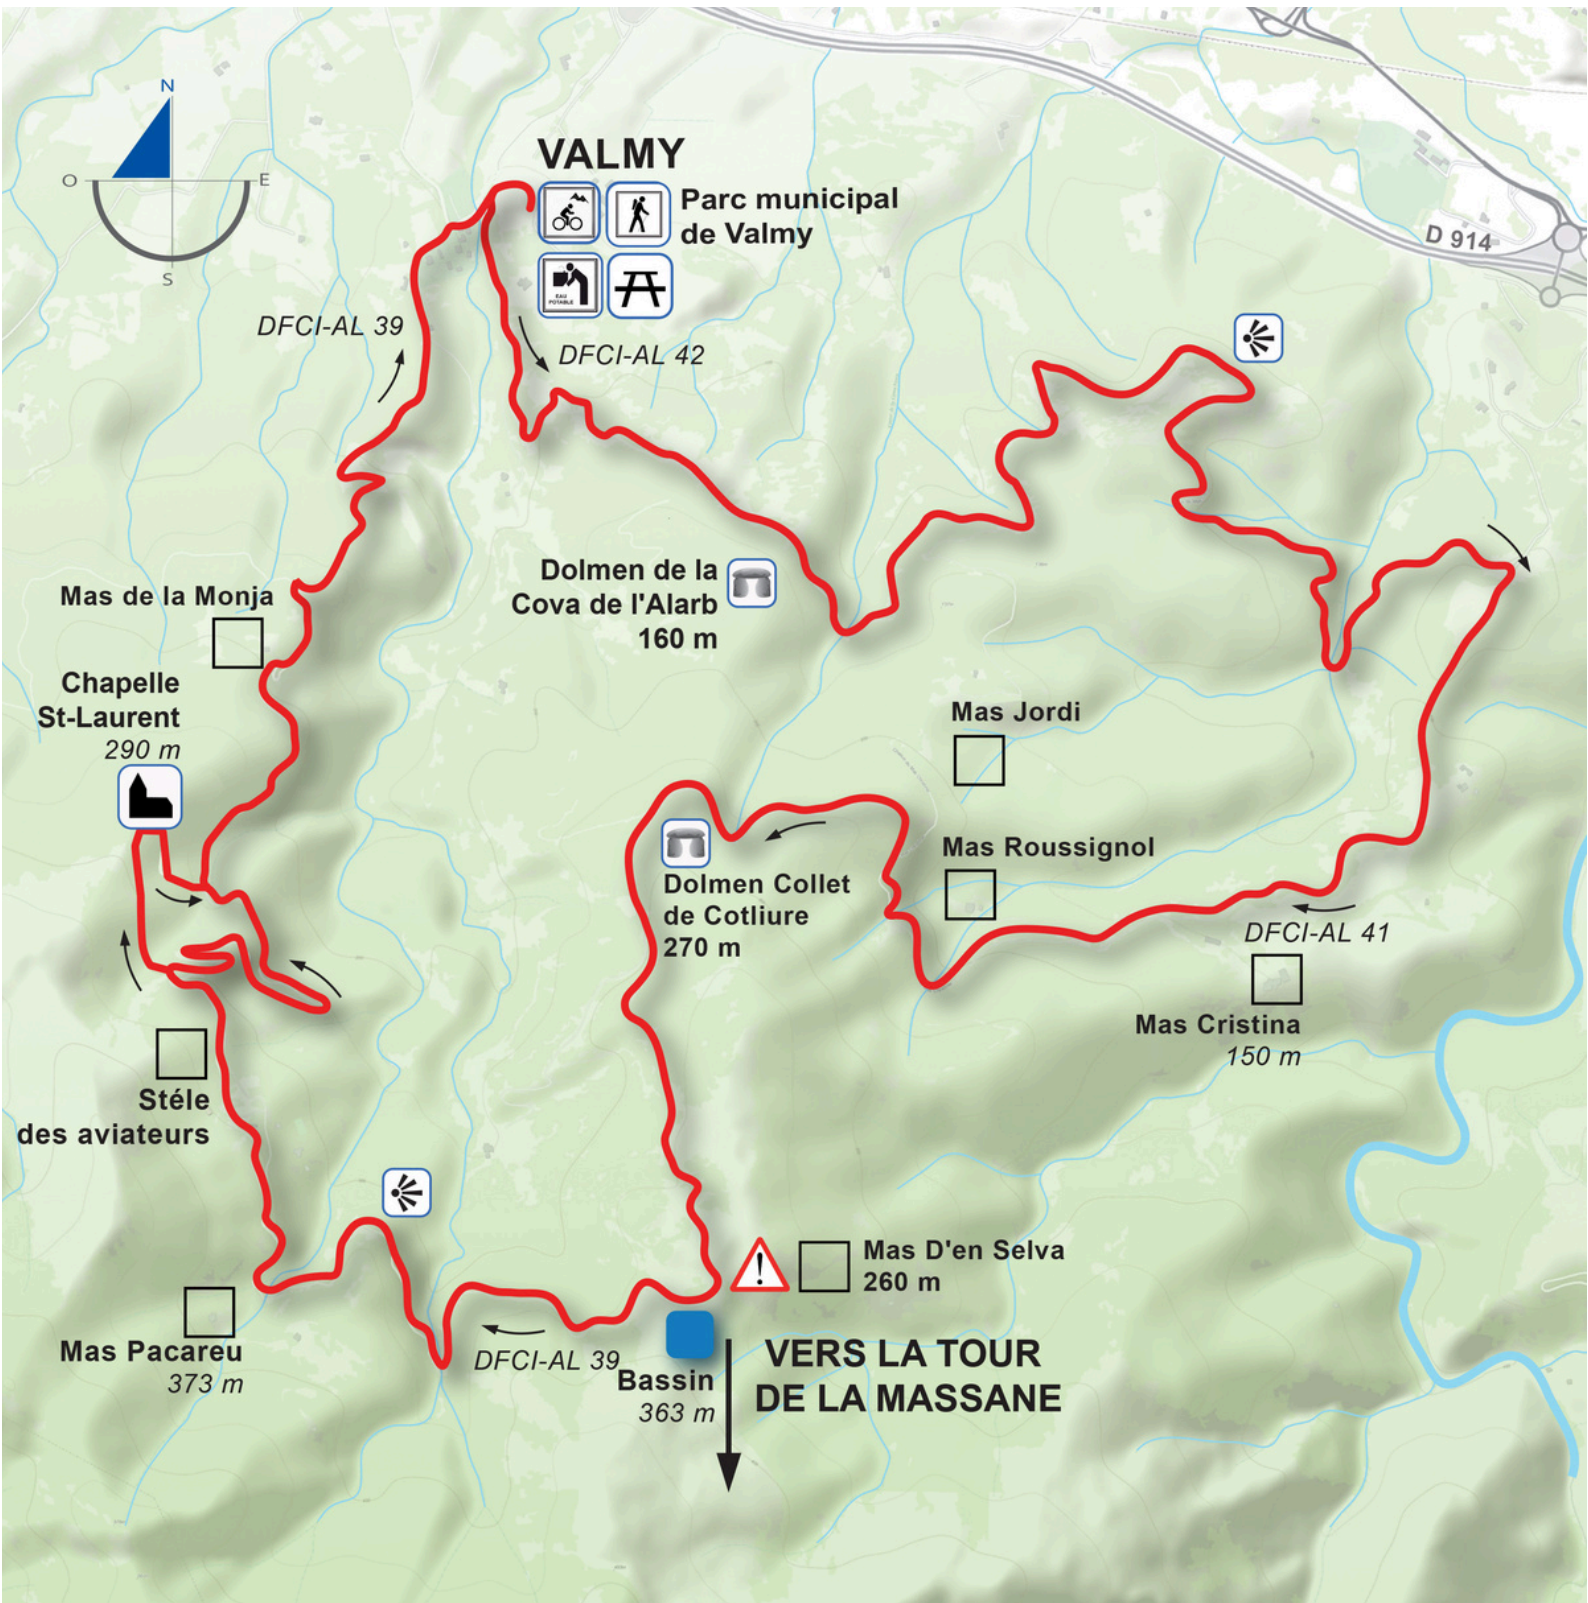 N
O
E
S
VALMY
Parc municipal
de Valmy
EAU
POTABLE
D 914
DFCI-AL 39
DFCI-AL 42
Dolmen de la
Cova de l'Alarb
160 m
Mas de la Monja
Chapelle
St-Laurent
290 m
Mas Jordi
Mas Roussignol
Dolmen Collet
de Cotliure
270 m
DFCI-AL 41
Mas Cristina
150 m
Stéle
des aviateurs
Mas D'en Selva
260 m
Mas Pacareu
373 m
DFCI-AL 39
Bassin
363 m
VERS LA TOUR
DE LA MASSANE